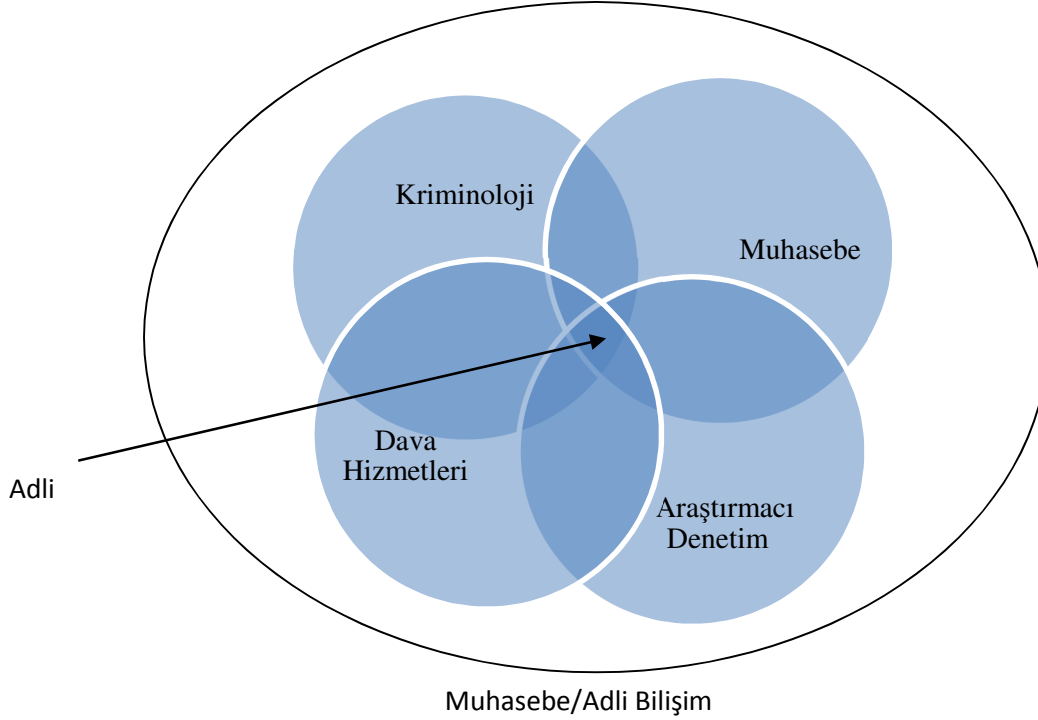 Kriminoloji
Muhasebe
Dava
Hizmetleri
Araştırmacı
Denetim
Adli
Muhasebe/Adli Bilişim